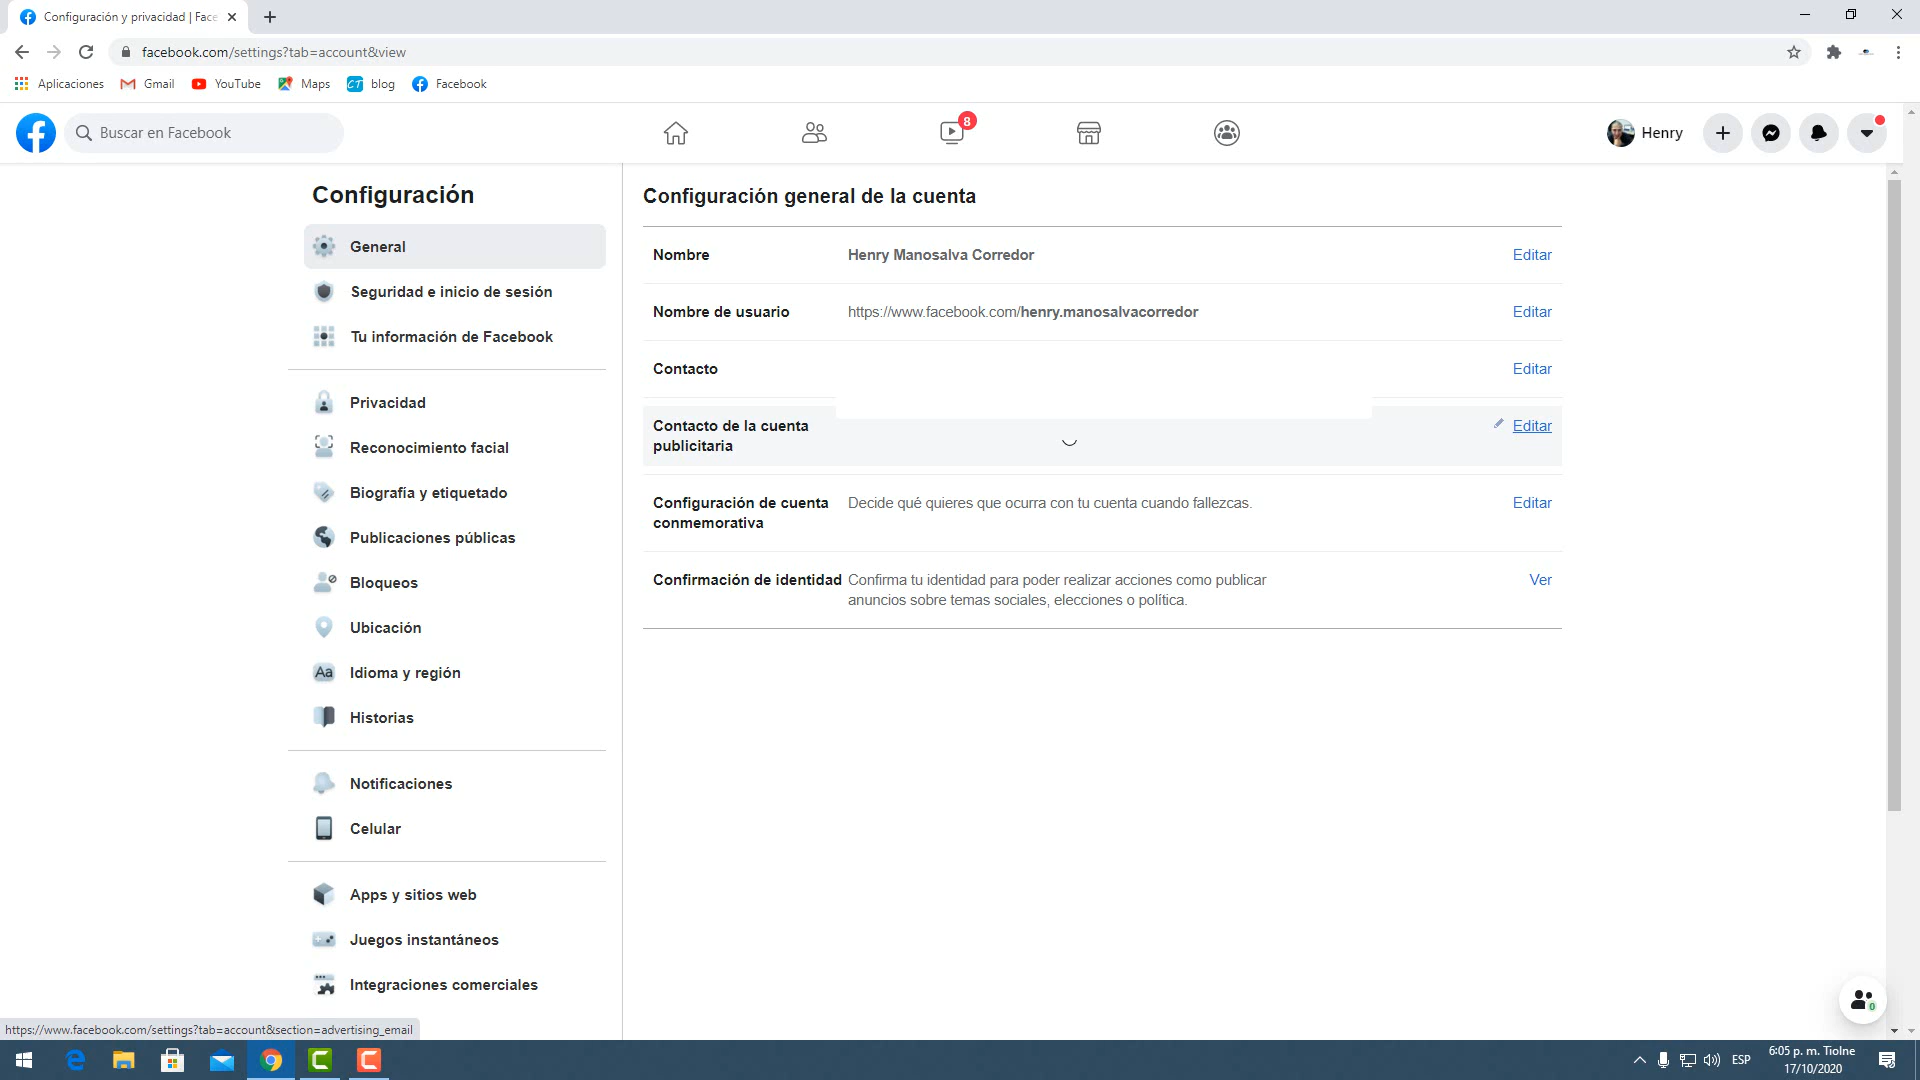 Configuración y privacidad | Face
facebook.com/settings?tab=account&view
Aplicaciones Gmail YouTube Maps CT blog Facebook
Buscar en Facebook
8
Henry
Configuración
General
Seguridad e inicio de sesión
Tu información de Facebook
Privacidad
Reconocimiento facial
Biografía y etiquetado
Publicaciones públicas
Bloqueos
Ubicación
Aa Idioma y región
Historias
Notificaciones
Celular
Apps y sitios web
Juegos instantáneos
Integraciones comerciales
Configuración general de la cuenta
Nombre Henry Manosalva Corredor Editar
Nombre de usuario https://www.facebook.com/henry.manosalvacorredor Editar
Contacto Editar
Contacto de la cuenta Editar
publicitaria
Configuración de cuenta Decide qué quieres que ocurra con tu cuenta cuando fallezcas. Editar
conmemorativa
Confirmación de identidad Confirma tu identidad para poder realizar acciones como publicar Ver
anuncios sobre temas sociales, elecciones o política.
0
https://www.facebook.com/settings?tab=account&section=advertising_email
ESP
6:05 p. m. Tiolne
17/10/2020